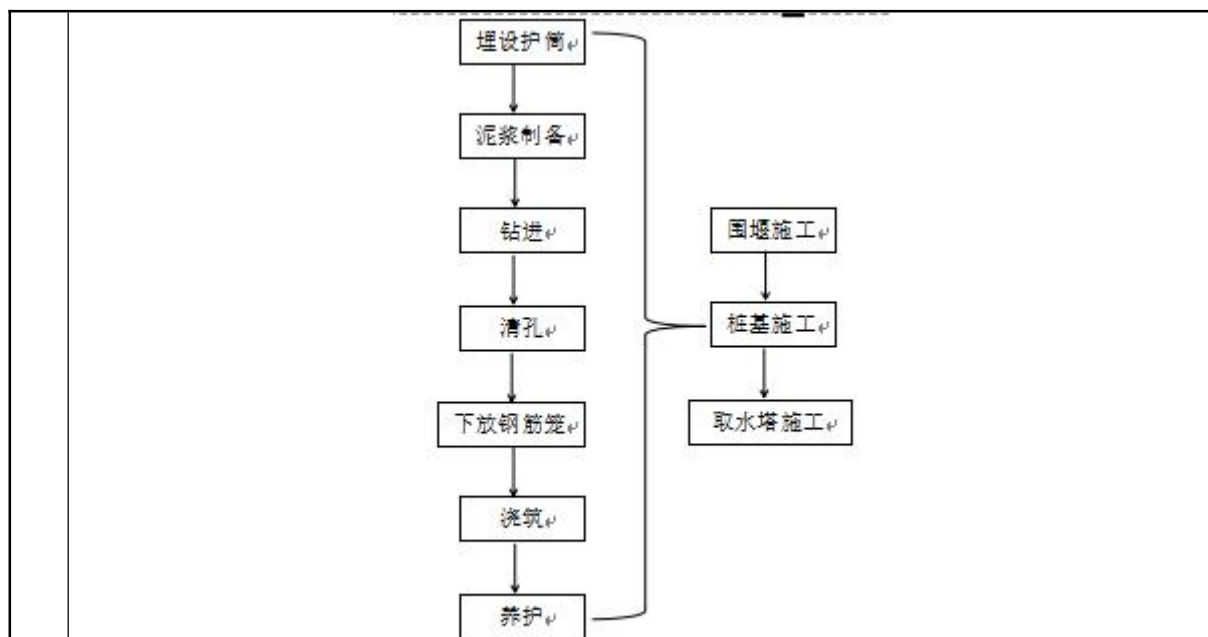 埋设护筒
泥浆制备
钻进
清孔
下放钢筋笼
浇筑
养护
围堰施工
桩基施工
取水塔施工